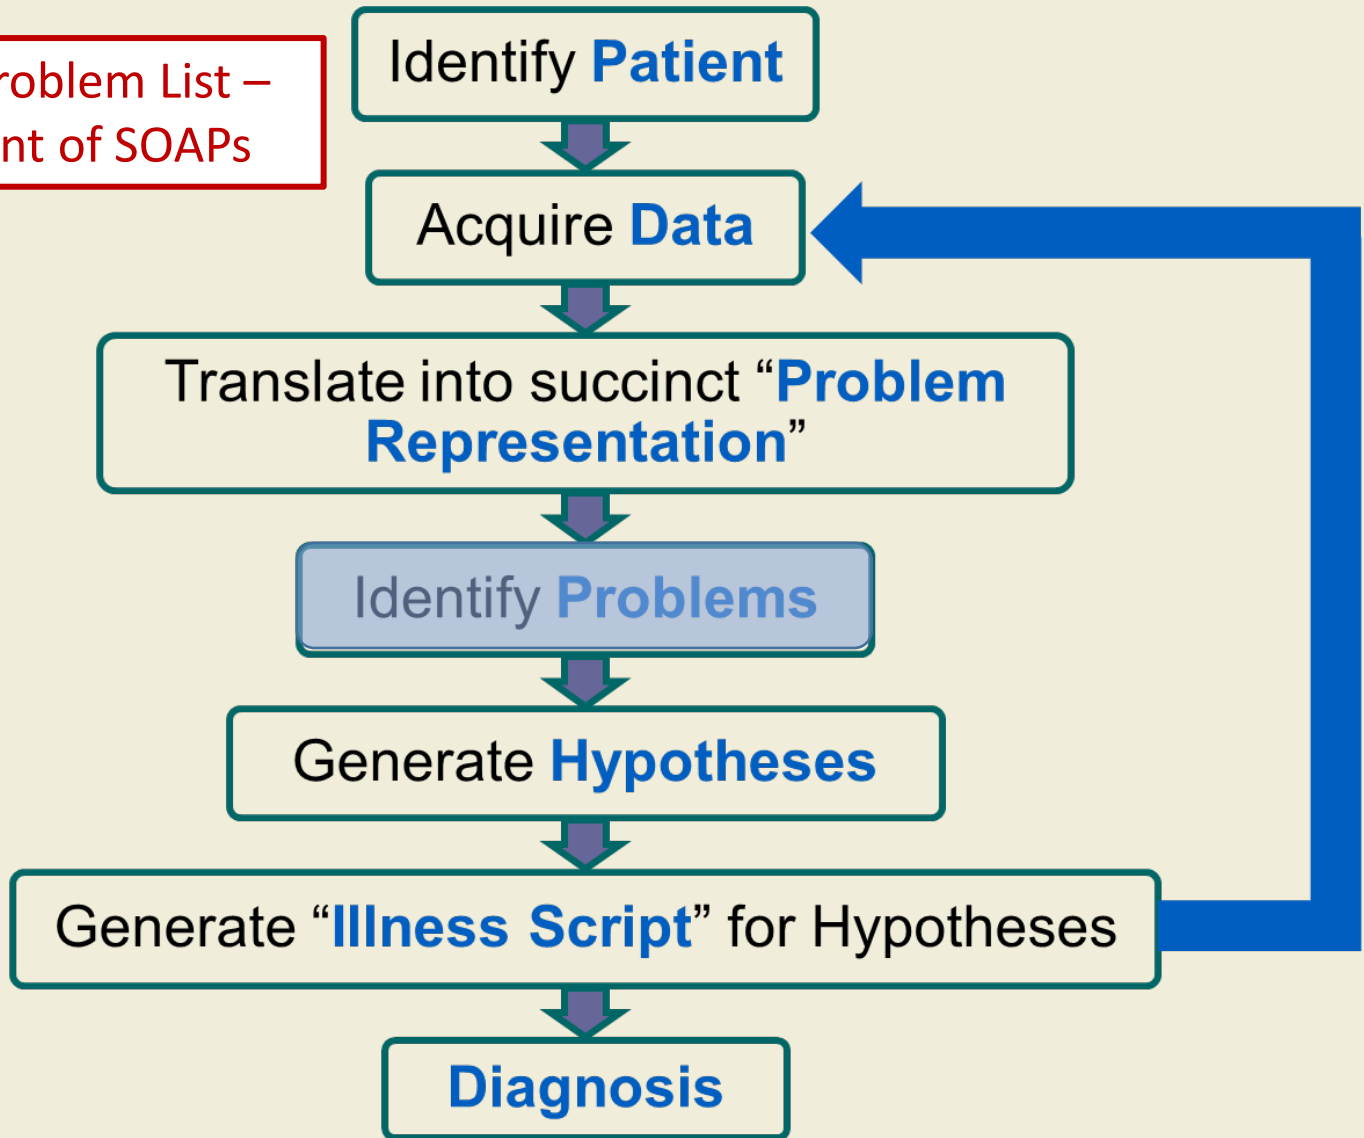 roblem List –
nt of SOAPs
Identify Patient
Acquire Data
Translate into succinct “Problem
Representation”
Identify Problems
Generate Hypotheses
Generate “Illness Script” for Hypotheses
Diagnosis